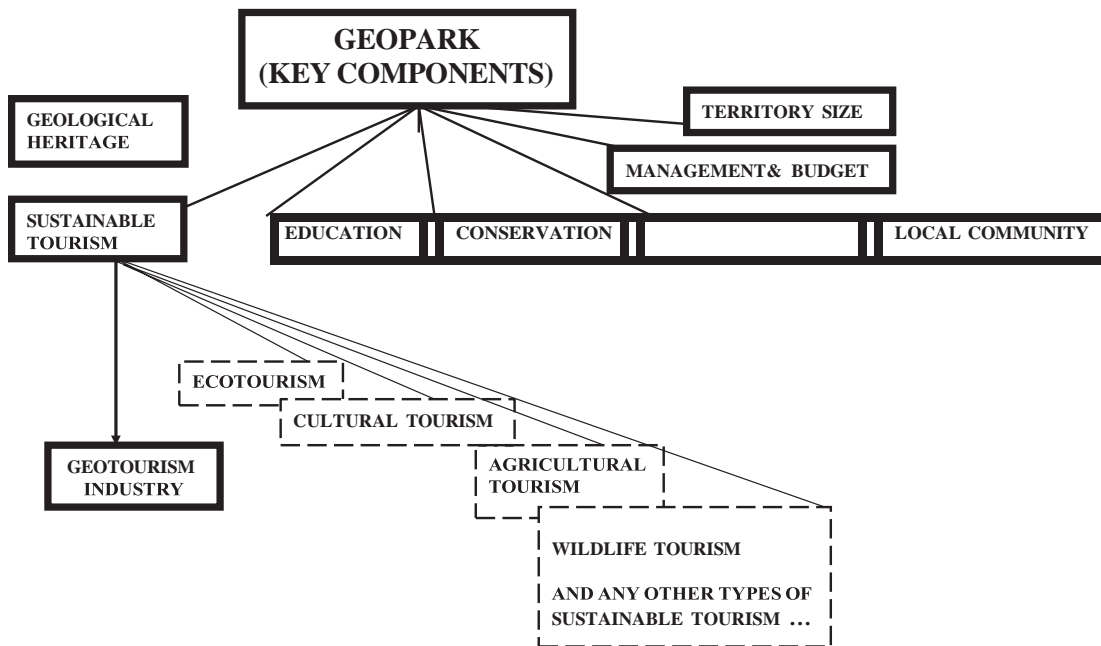 GEOPARK
(KEY COMPONENTS)
GEOLOGICAL
HERITAGE
TERRITORY SIZE
MANAGEMENT& BUDGET
SUSTAINABLE
TOURISM
EDUCATION
CONSERVATION
LOCAL COMMUNITY
ECOTOURISM
CULTURAL TOURISM
GEOTOURISM
INDUSTRY
AGRICULTURAL
TOURISM
WILDLIFE TOURISM
AND ANY OTHER TYPES OF
SUSTAINABLE TOURISM ...